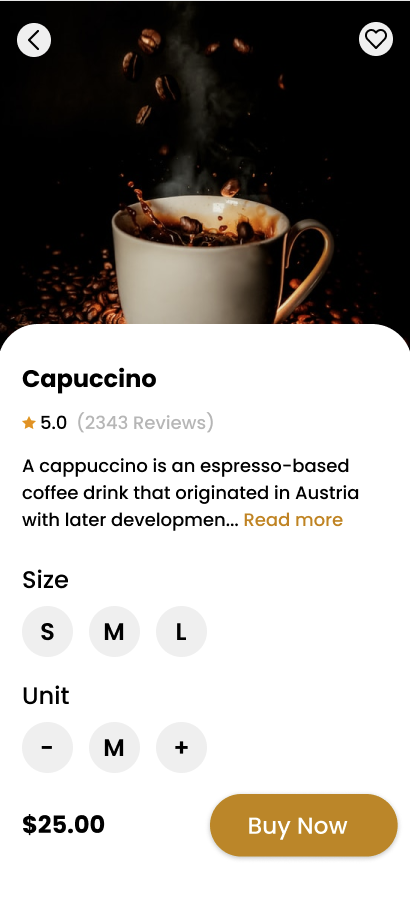 Capuccino
5.0 (2343 Reviews)
A cappuccino is an espresso-based
coffee drink that originated in Austria
with later developmen... Read more
Size
S M L
Unit
- M +
$25.00 Buy Now